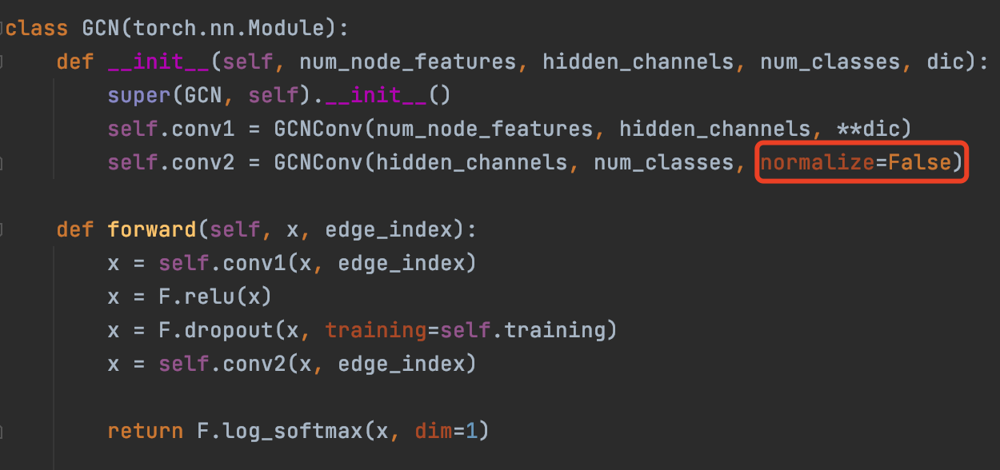 class GCN(torch.nn.Module):
    def __init__(self, num_node_features, hidden_channels, num_classes, dic):
        super(GCN, self).__init__()
        self.conv1 = GCNConv(num_node_features, hidden_channels, **dic)
        self.conv2 = GCNConv(hidden_channels, num_classes, normalize=False)
    def forward(self, x, edge_index):
        x = self.conv1(x, edge_index)
        x = F.relu(x)
        x = F.dropout(x, training=self.training)
        x = self.conv2(x, edge_index)
        return F.log_softmax(x, dim=1)